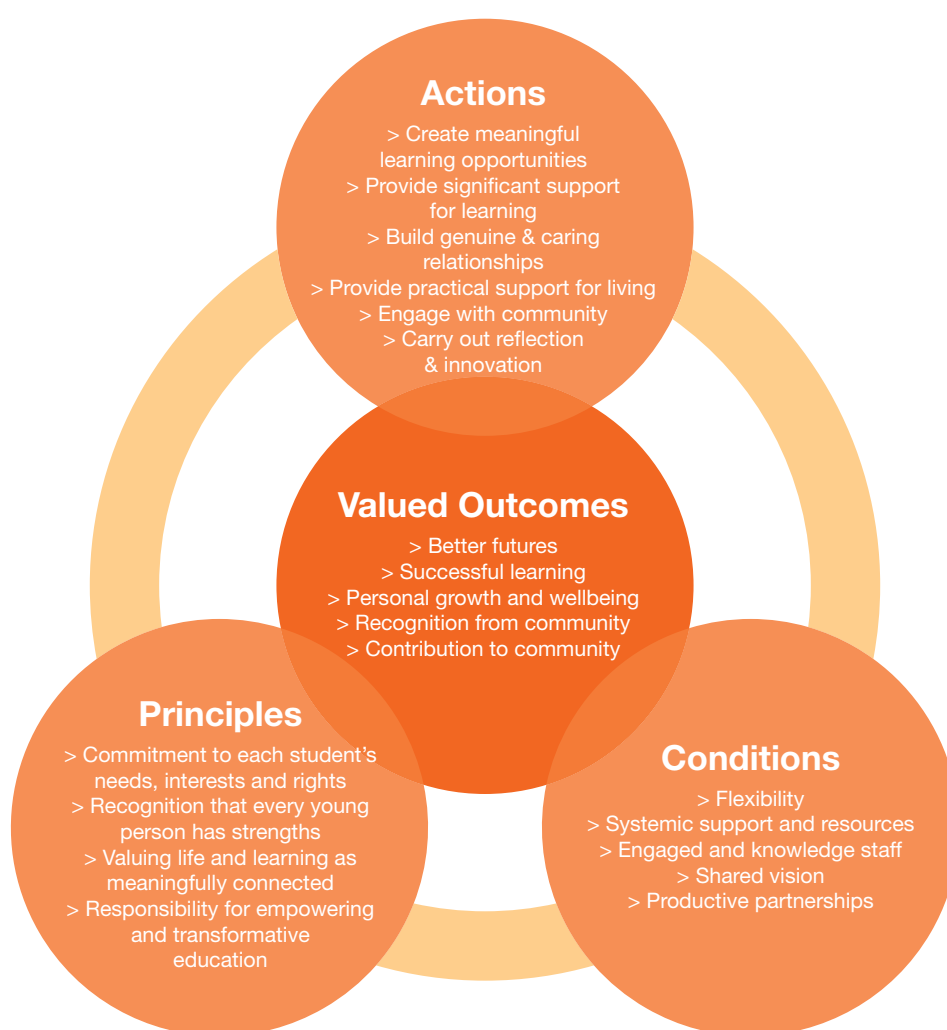 Actions
> Create meaningful
learning opportunities
> Provide significant support
for learning
> Build genuine & caring
relationships
> Provide practical support for living
> Engage with community
> Carry out reflection
& innovation
Valued Outcomes
> Better futures
> Successful learning
> Personal growth and wellbeing
> Recognition from community
> Contribution to community
Principles
> Commitment to each student’s
needs, interests and rights
> Recognition that every young
person has strengths
> Valuing life and learning as
meaningfully connected
> Responsibility for empowering
and transformative
education
Conditions
> Flexibility
> Systemic support and resources
> Engaged and knowledge staff
> Shared vision
> Productive partnerships